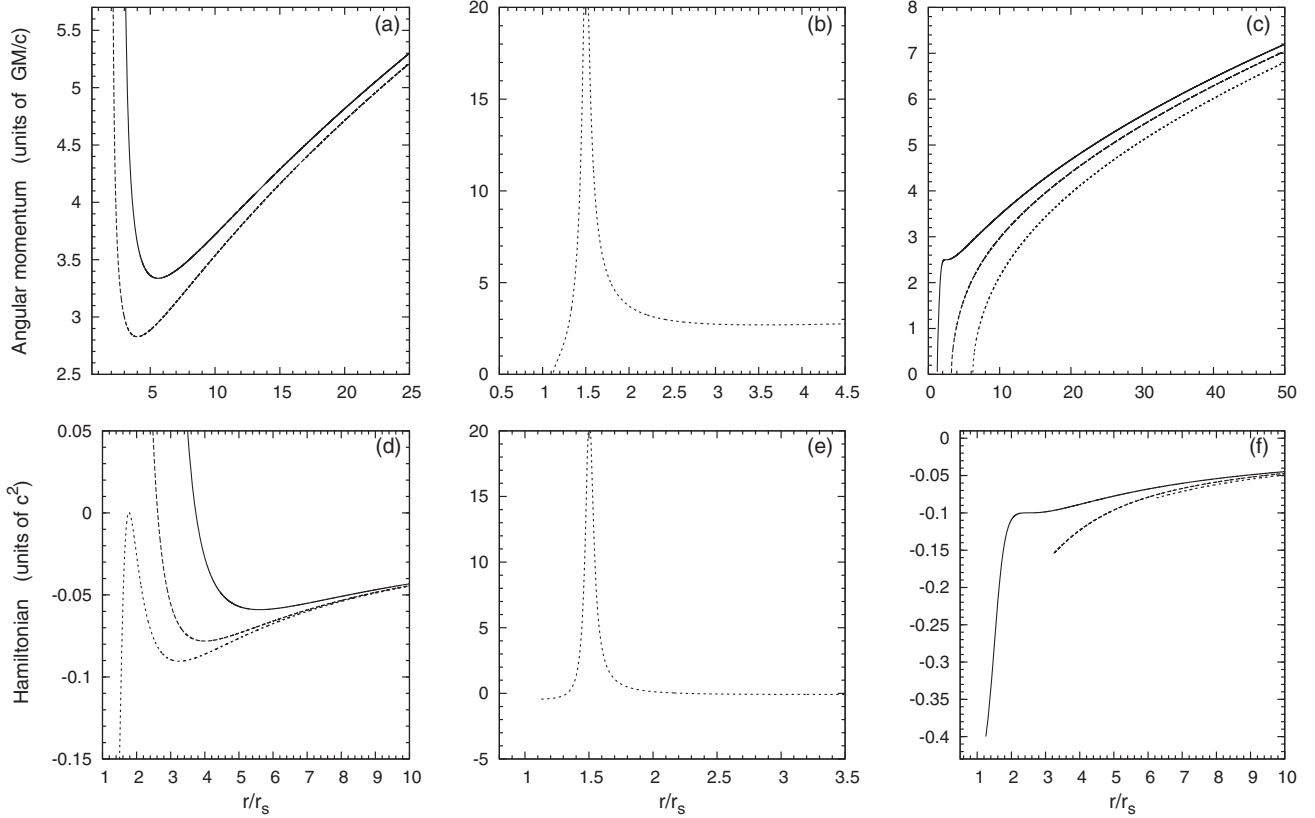 (a)
Angular momentum (units of GM/c)
5.5
5
4.5
4
3.5
3
2.5
5 10 15 20 25
(b)
20
15
10
5
0
0.5 1 1.5 2 2.5 3 3.5 4 4.5
(c)
8
7
6
5
4
3
2
1
0
0 10 20 30 40 50
(d)
Hamiltonian (units of c²)
0.05
0
-0.05
-0.1
-0.15
1 2 3 4 5 6 7 8 9 10
r/rₛ
(e)
20
15
10
5
0
-5
1 1.5 2 2.5 3 3.5
r/rₛ
(f)
0
-0.05
-0.1
-0.15
-0.2
-0.25
-0.3
-0.35
-0.4
1 2 3 4 5 6 7 8 9 10
r/rₛ